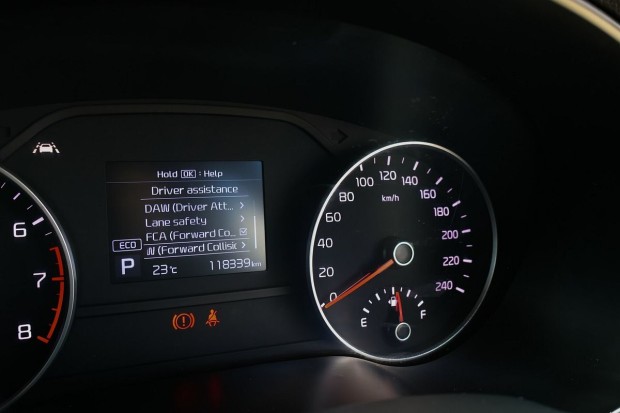 Hold OK : Help
Driver assistance
DAW (Driver Att...
Lane safety
FCA (Forward Co...
(Forward Collisio
ECO
P 23°c 118339km
6
7
8
0
20
40
60
80
100
120
140
160
180
200
220
240
km/h
E F